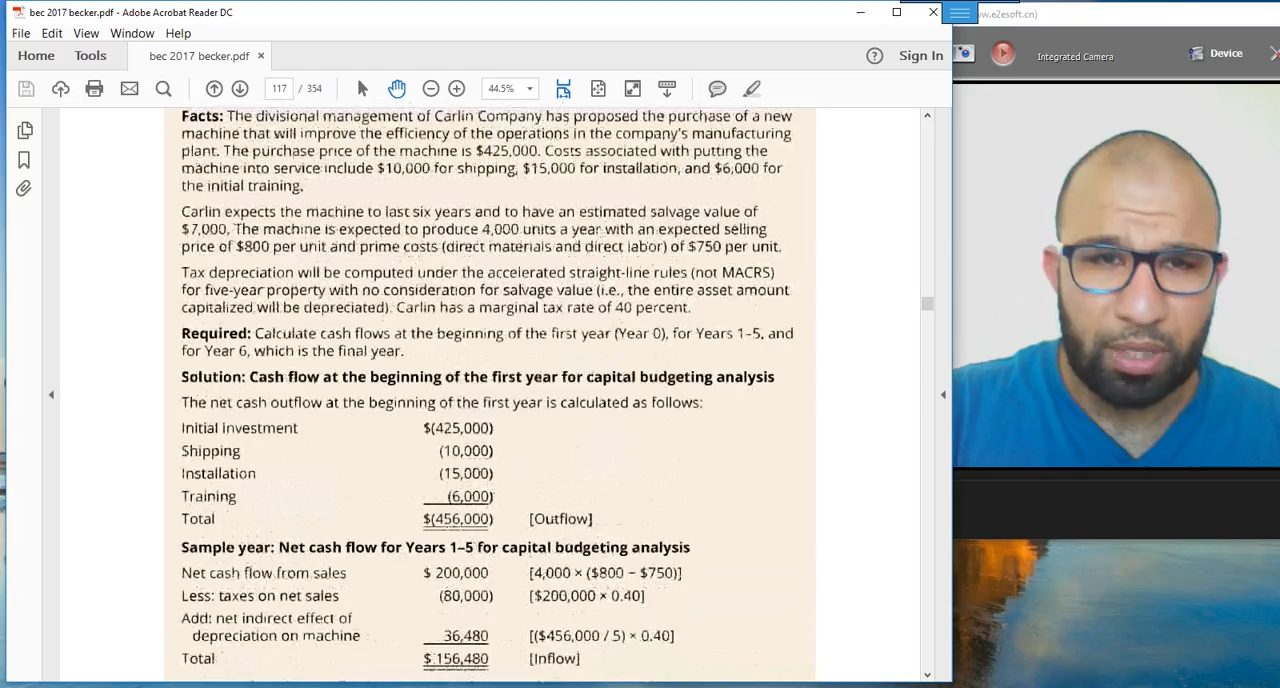 bec 2017 becker.pdf - Adobe Acrobat Reader DC
ww.e2esoft.cn)
File Edit View Window Help
Home Tools bec 2017 becker.pdf × Sign In
Integrated Camera Device
117 / 354 44.5%
Facts: The divisional management of Carlin Company has proposed the purchase of a new
machine that will improve the efficiency of the operations in the company's manufacturing
plant. The purchase price of the machine is $425,000. Costs associated with putting the
machine into service include $10,000 for shipping, $15,000 for installation, and $6,000 for
the initial training.
Carlin expects the machine to last six years and to have an estimated salvage value of
$7,000. The machine is expected to produce 4,000 units a year with an expected selling
price of $800 per unit and prime costs (direct materials and direct labor) of $750 per unit.
Tax depreciation will be computed under the accelerated straight-line rules (not MACRS)
for five-year property with no consideration for salvage value (i.e., the entire asset amount
capitalized will be depreciated). Carlin has a marginal tax rate of 40 percent.
Required: Calculate cash flows at the beginning of the first year (Year 0), for Years 1–5, and
for Year 6, which is the final year.
Solution: Cash flow at the beginning of the first year for capital budgeting analysis
The net cash outflow at the beginning of the first year is calculated as follows:
Initial investment $(425,000)
Shipping (10,000)
Installation (15,000)
Training (6,000)
Total $(456,000) [Outflow]
Sample year: Net cash flow for Years 1–5 for capital budgeting analysis
Net cash flow from sales $ 200,000 [4,000 × ($800 – $750)]
Less: taxes on net sales (80,000) [$200,000 × 0.40]
Add: net indirect effect of
depreciation on machine 36,480 [($456,000 / 5) × 0.40]
Total $ 156,480 [Inflow]